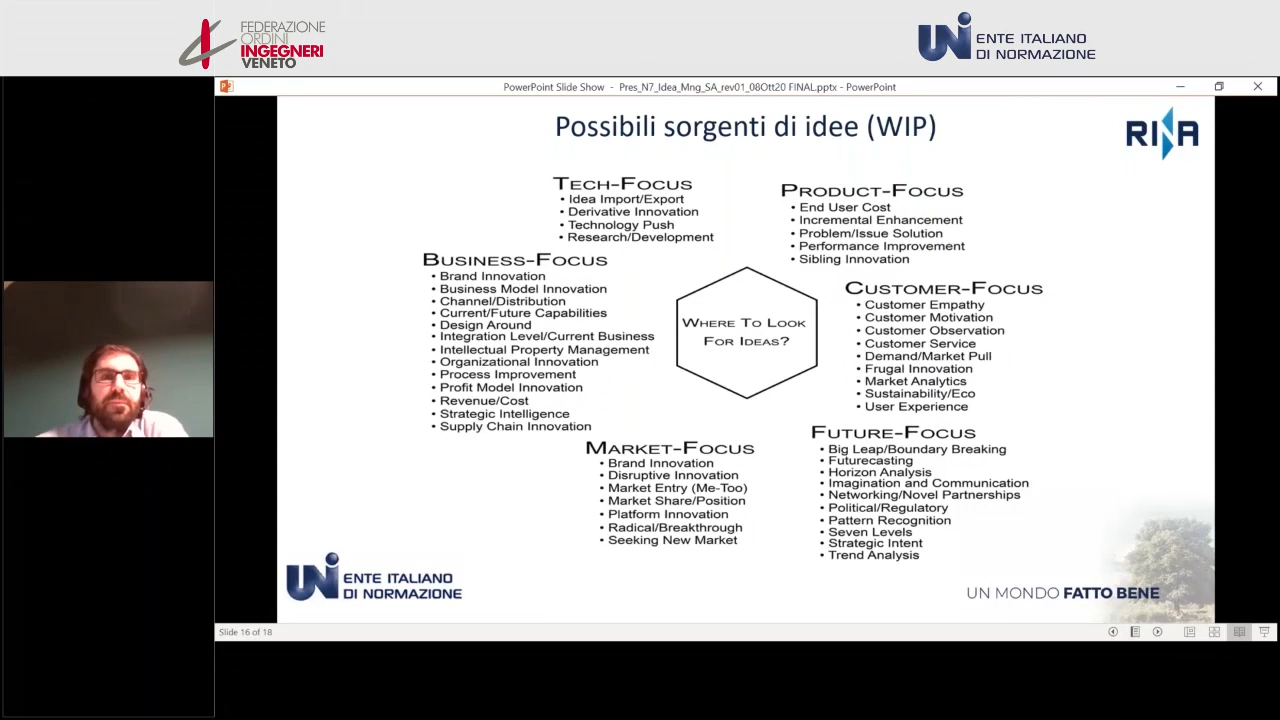 FEDERAZIONE
ORDINI
INGEGNERI
VENETO
UNI ENTE ITALIANO
DI NORMAZIONE
PowerPoint Slide Show - Pres_N7_Idea_Mng_SA_rev01_08Ott20 FINAL.pptx - PowerPoint
Possibili sorgenti di idee (WIP)
RINA
TECH-FOCUS
• Idea Import/Export
• Derivative Innovation
• Technology Push
• Research/Development
PRODUCT-FOCUS
• End User Cost
• Incremental Enhancement
• Problem/Issue Solution
• Performance Improvement
• Sibling Innovation
BUSINESS-FOCUS
• Brand Innovation
• Business Model Innovation
• Channel/Distribution
• Current/Future Capabilities
• Design Around
• Integration Level/Current Business
• Intellectual Property Management
• Organizational Innovation
• Process Improvement
• Profit Model Innovation
• Revenue/Cost
• Strategic Intelligence
• Supply Chain Innovation
WHERE TO LOOK
FOR IDEAS?
CUSTOMER-FOCUS
• Customer Empathy
• Customer Motivation
• Customer Observation
• Customer Service
• Demand/Market Pull
• Frugal Innovation
• Market Analytics
• Sustainability/Eco
• User Experience
MARKET-FOCUS
• Brand Innovation
• Disruptive Innovation
• Market Entry (Me-Too)
• Market Share/Position
• Platform Innovation
• Radical/Breakthrough
• Seeking New Market
FUTURE-FOCUS
• Big Leap/Boundary Breaking
• Futurecasting
• Horizon Analysis
• Imagination and Communication
• Networking/Novel Partnerships
• Political/Regulatory
• Pattern Recognition
• Seven Levels
• Strategic Intent
• Trend Analysis
UNI ENTE ITALIANO
DI NORMAZIONE
UN MONDO FATTO BENE
Slide 16 of 18